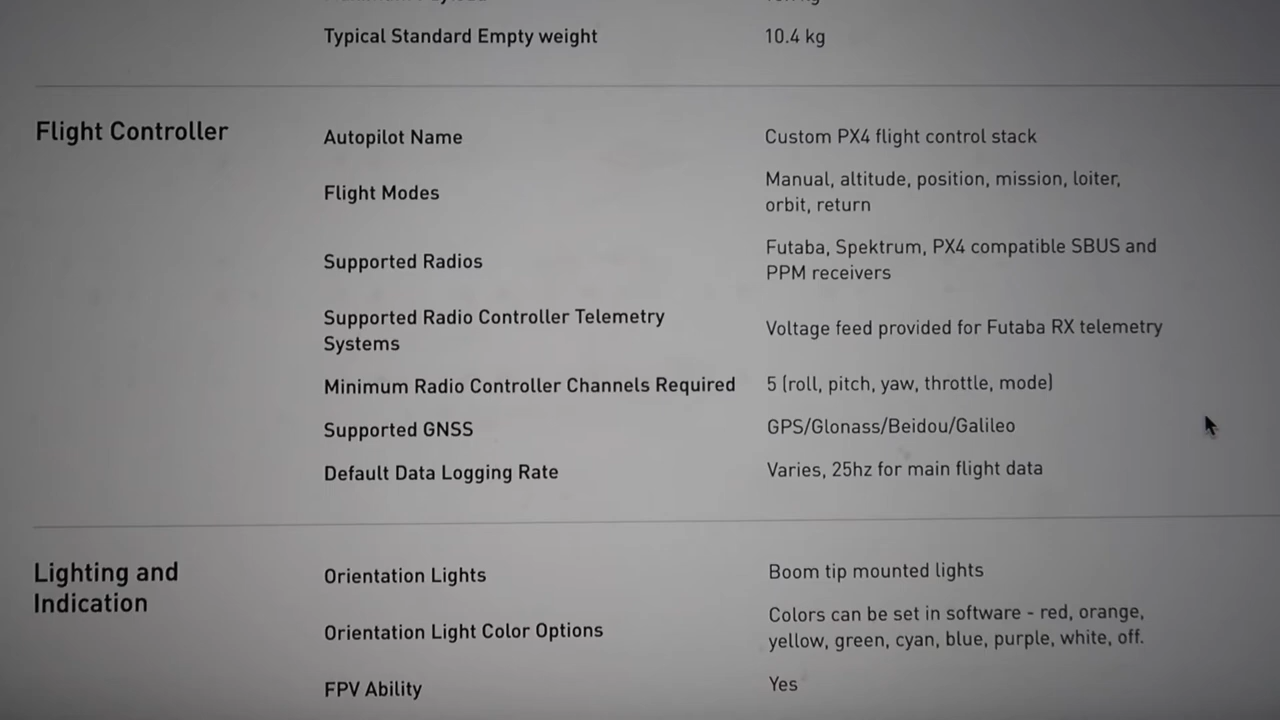 Typical Standard Empty weight 10.4 kg
Flight Controller
Autopilot Name Custom PX4 flight control stack
Flight Modes Manual, altitude, position, mission, loiter,
orbit, return
Supported Radios Futaba, Spektrum, PX4 compatible SBUS and
PPM receivers
Supported Radio Controller Telemetry
Systems Voltage feed provided for Futaba RX telemetry
Minimum Radio Controller Channels Required 5 (roll, pitch, yaw, throttle, mode)
Supported GNSS GPS/Glonass/Beidou/Galileo
Default Data Logging Rate Varies, 25hz for main flight data
Lighting and
Indication
Orientation Lights Boom tip mounted lights
Orientation Light Color Options Colors can be set in software - red, orange,
yellow, green, cyan, blue, purple, white, off.
FPV Ability Yes